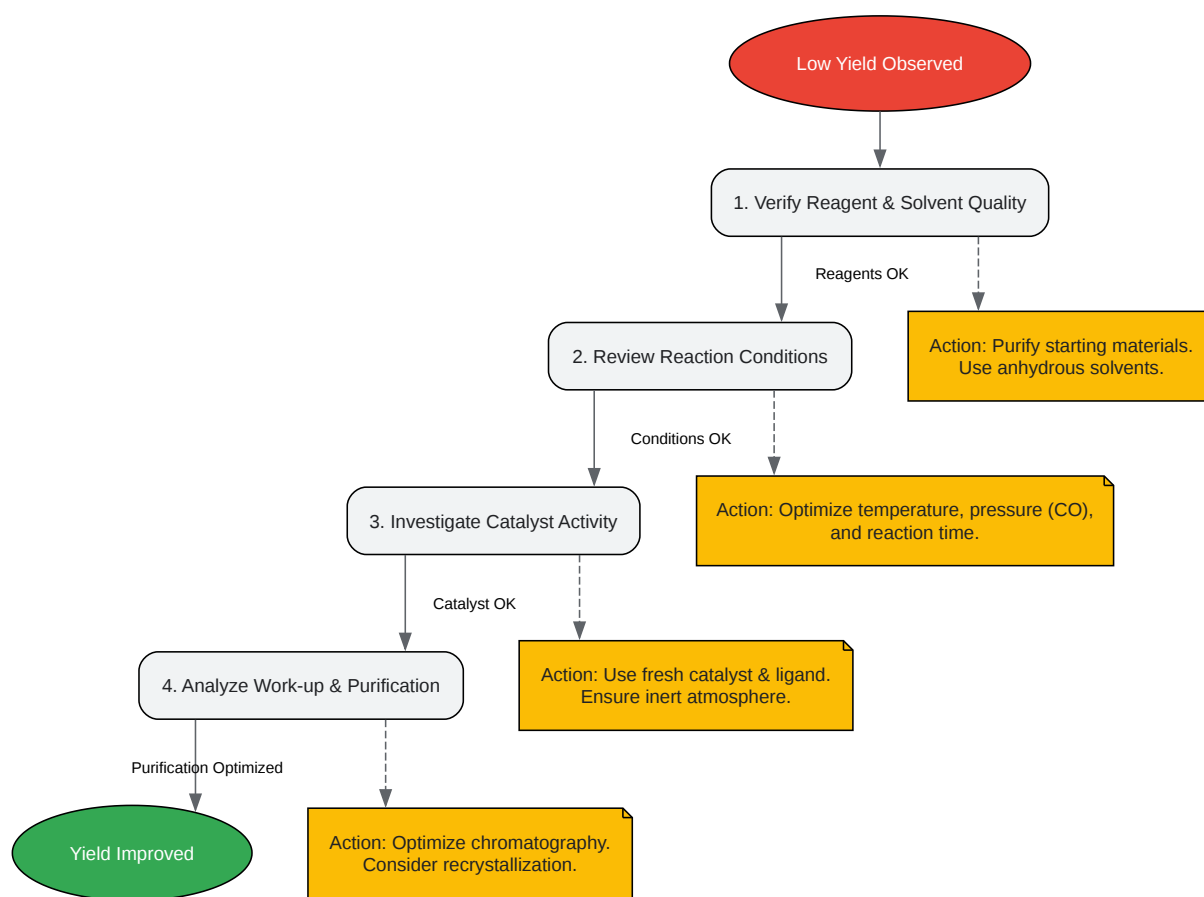 Low Yield Observed
1. Verify Reagent & Solvent Quality
Reagents OK
Action: Purify starting materials.
Use anhydrous solvents.
2. Review Reaction Conditions
Conditions OK
Action: Optimize temperature, pressure (CO),
and reaction time.
3. Investigate Catalyst Activity
Catalyst OK
Action: Use fresh catalyst & ligand.
Ensure inert atmosphere.
4. Analyze Work-up & Purification
Purification Optimized
Action: Optimize chromatography.
Consider recrystallization.
Yield Improved